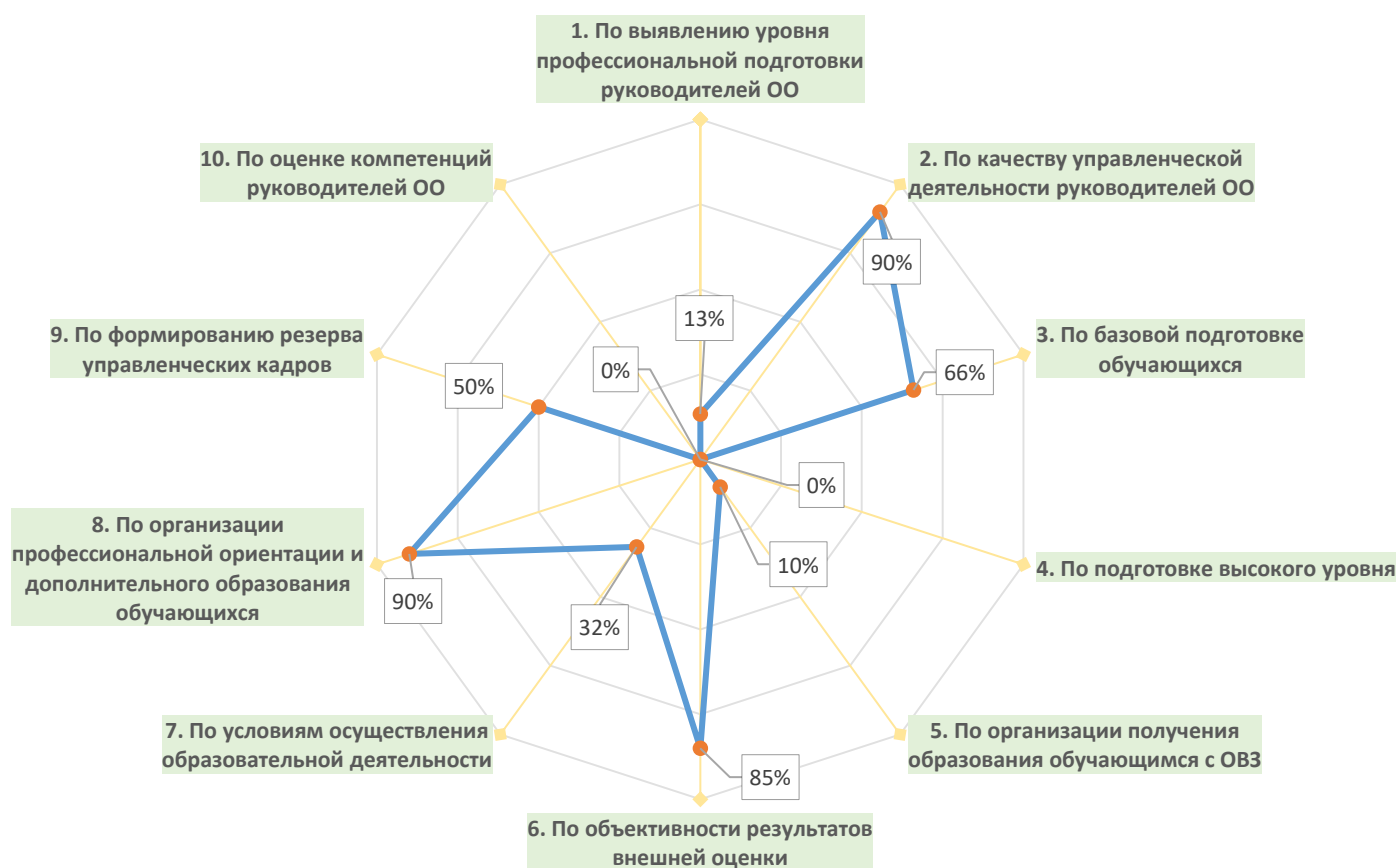 1. По выявлению уровня
профессиональной подготовки
руководителей ОО
10. По оценке компетенций
руководителей ОО
2. По качеству управленческой
деятельности руководителей ОО
90%
13%
9. По формированию резерва
управленческих кадров
50%
0%
66%
3. По базовой подготовке
обучающихся
0%
8. По организации
профессиональной ориентации и
дополнительного образования
обучающихся
90%
10%
4. По подготовке высокого уровня
32%
7. По условиям осуществления
образовательной деятельности
5. По организации получения
образования обучающимся с ОВЗ
85%
6. По объективности результатов
внешней оценки